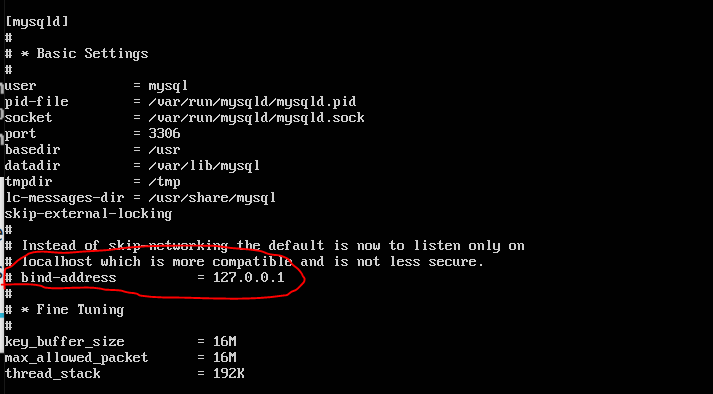 [mysqld]
#
# * Basic Settings
#
user            = mysql
pid-file        = /var/run/mysqld/mysqld.pid
socket          = /var/run/mysqld/mysqld.sock
port            = 3306
basedir         = /usr
datadir         = /var/lib/mysql
tmpdir          = /tmp
lc-messages-dir = /usr/share/mysql
skip-external-locking
#
# Instead of skip-networking the default is now to listen only on
# localhost which is more compatible and is not less secure.
# bind-address          = 127.0.0.1
#
# * Fine Tuning
#
key_buffer_size         = 16M
max_allowed_packet      = 16M
thread_stack            = 192K